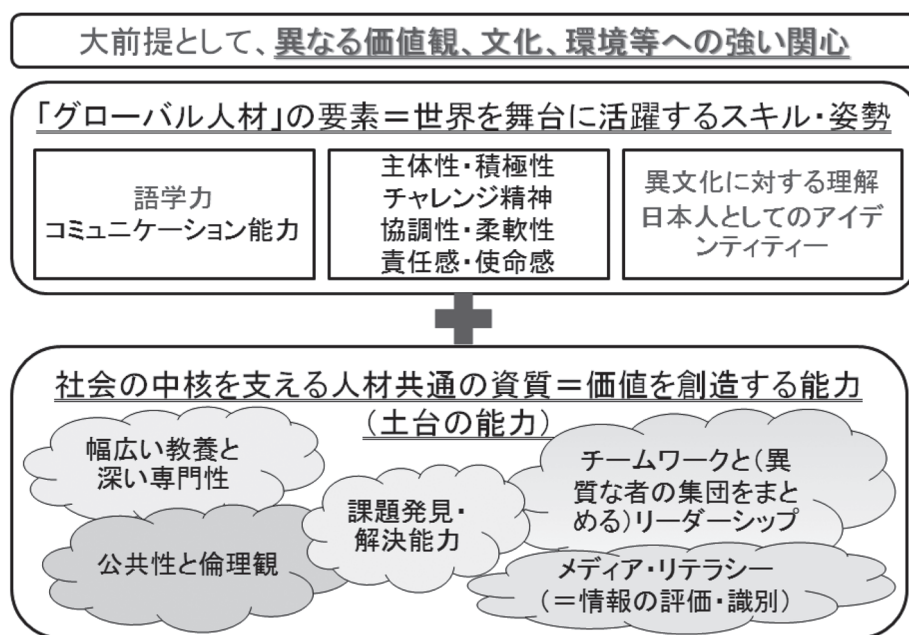 大前提として、異なる価値観、文化、環境等への強い関心
「グローバル人材」の要素＝世界を舞台に活躍するスキル・姿勢
語学力
コミュニケーション能力
主体性・積極性
チャレンジ精神
協調性・柔軟性
責任感・使命感
異文化に対する理解
日本人としてのアイデ
ンティティー
社会の中核を支える人材共通の資質＝価値を創造する能力
（土台の能力）
幅広い教養と
深い専門性
公共性と倫理観
課題発見・
解決能力
チームワークと（異
質な者の集団をまと
める）リーダーシップ
メディア・リテラシー
（＝情報の評価・識別）